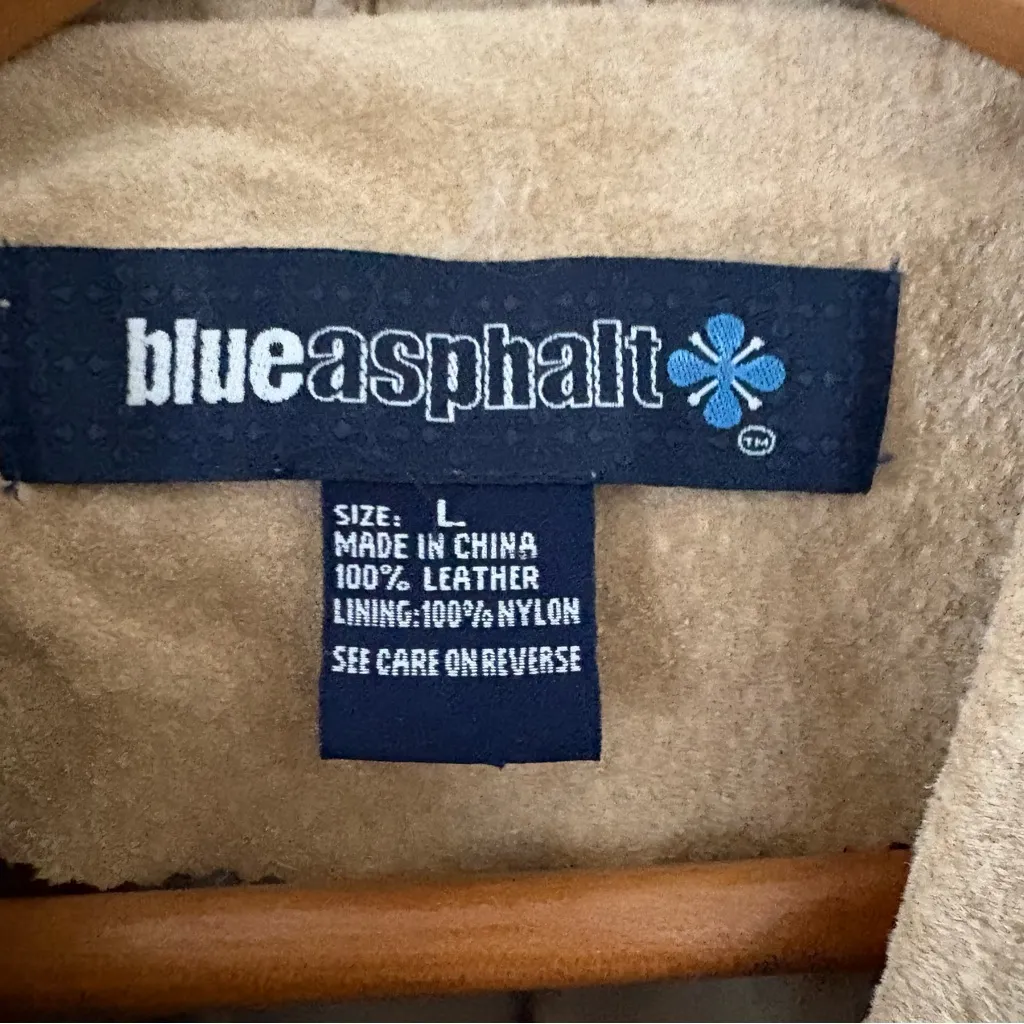 blueasphalt
TM
SIZE: L
MADE IN CHINA
100% LEATHER
LINING:100% NYLON
SEE CARE ON REVERSE